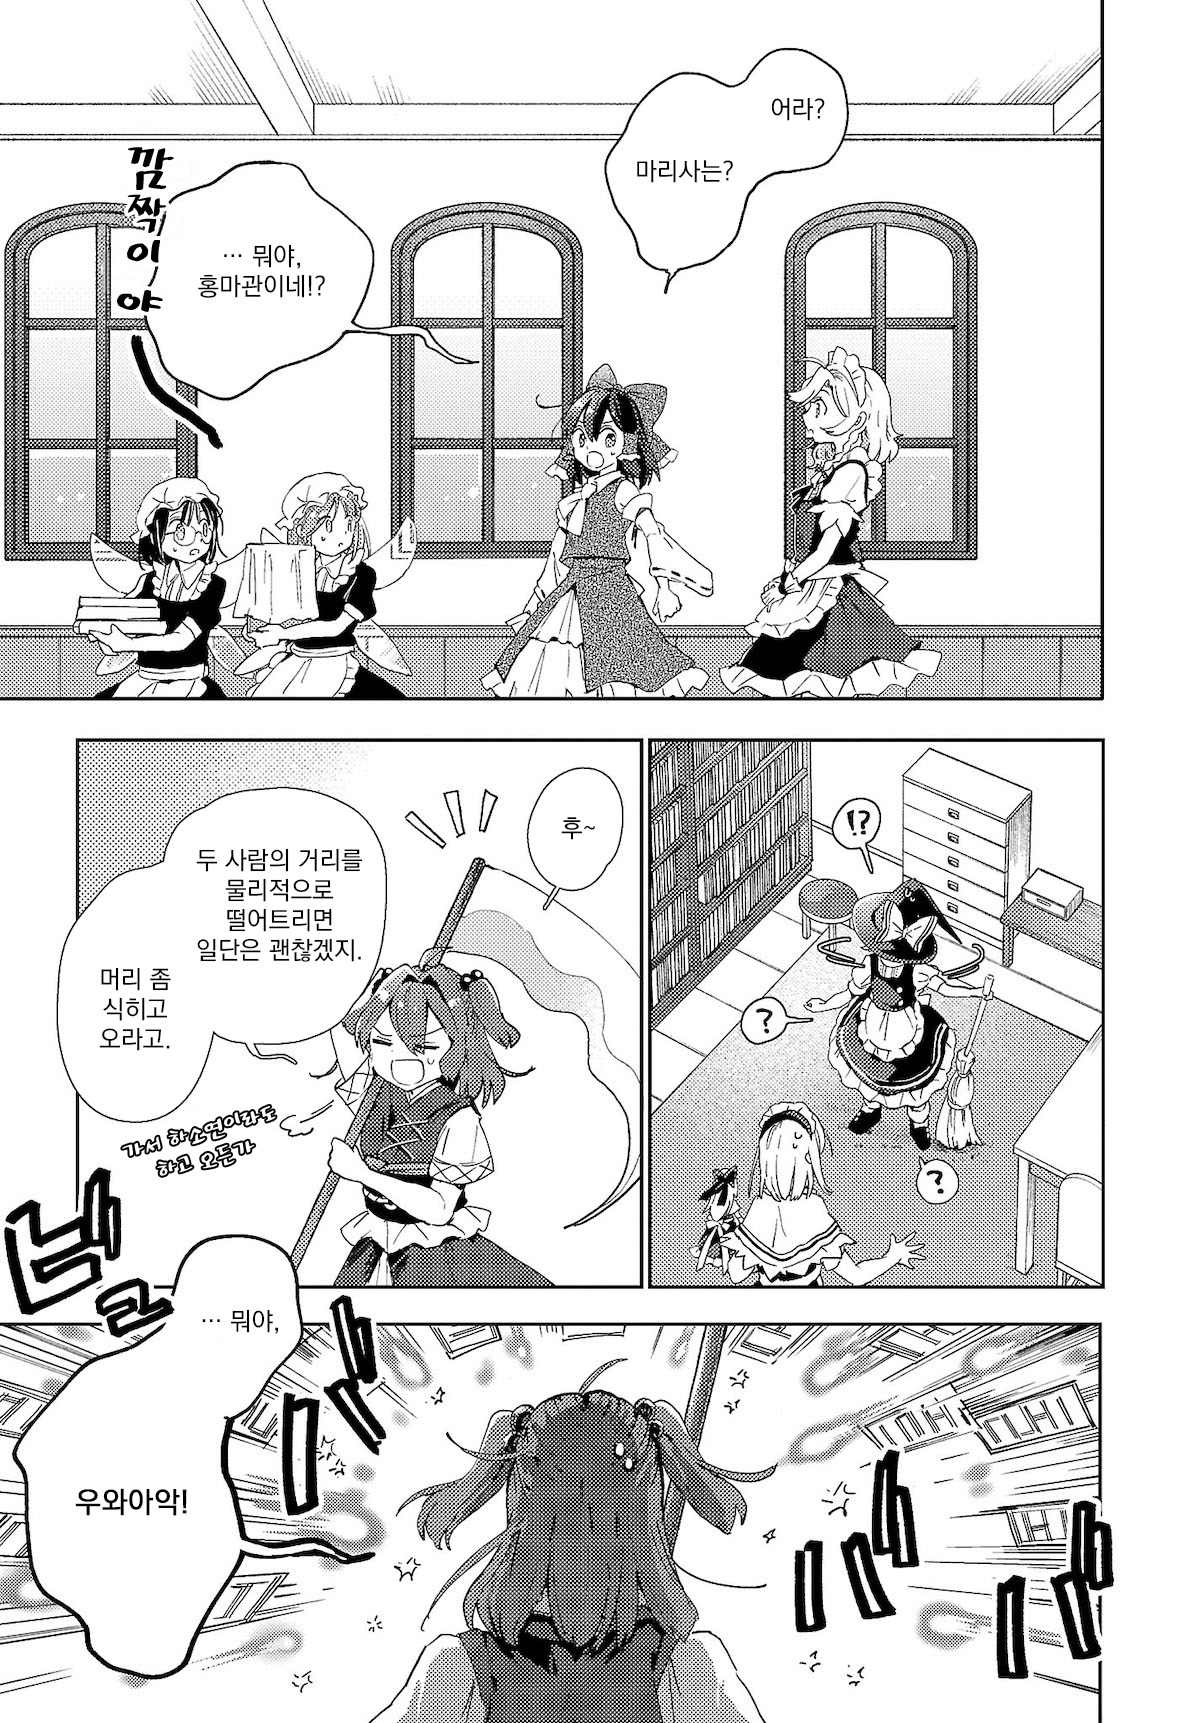 어라?
마리사는?
… 뭐야,
홍마관이네!?
깜짝이야
!?
?
?
후~
두 사람의 거리를
물리적으로
떨어트리면
일단은 괜찮겠지.
머리 좀
식히고
오라고.
가서 하소연이라도
하고 오든가
… 뭐야,
우와아악!